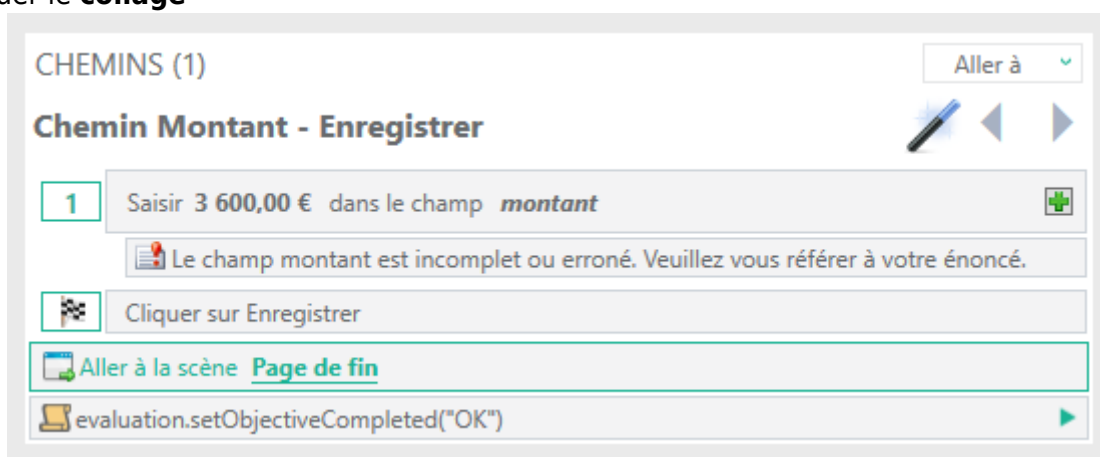 collage
CHEMINS (1)
Aller à
Chemin Montant - Enregistrer
1 Saisir 3 600,00 € dans le champ montant
Le champ montant est incomplet ou erroné. Veuillez vous référer à votre énoncé.
Cliquer sur Enregistrer
Aller à la scène Page de fin
evaluation.setObjectiveCompleted("OK")